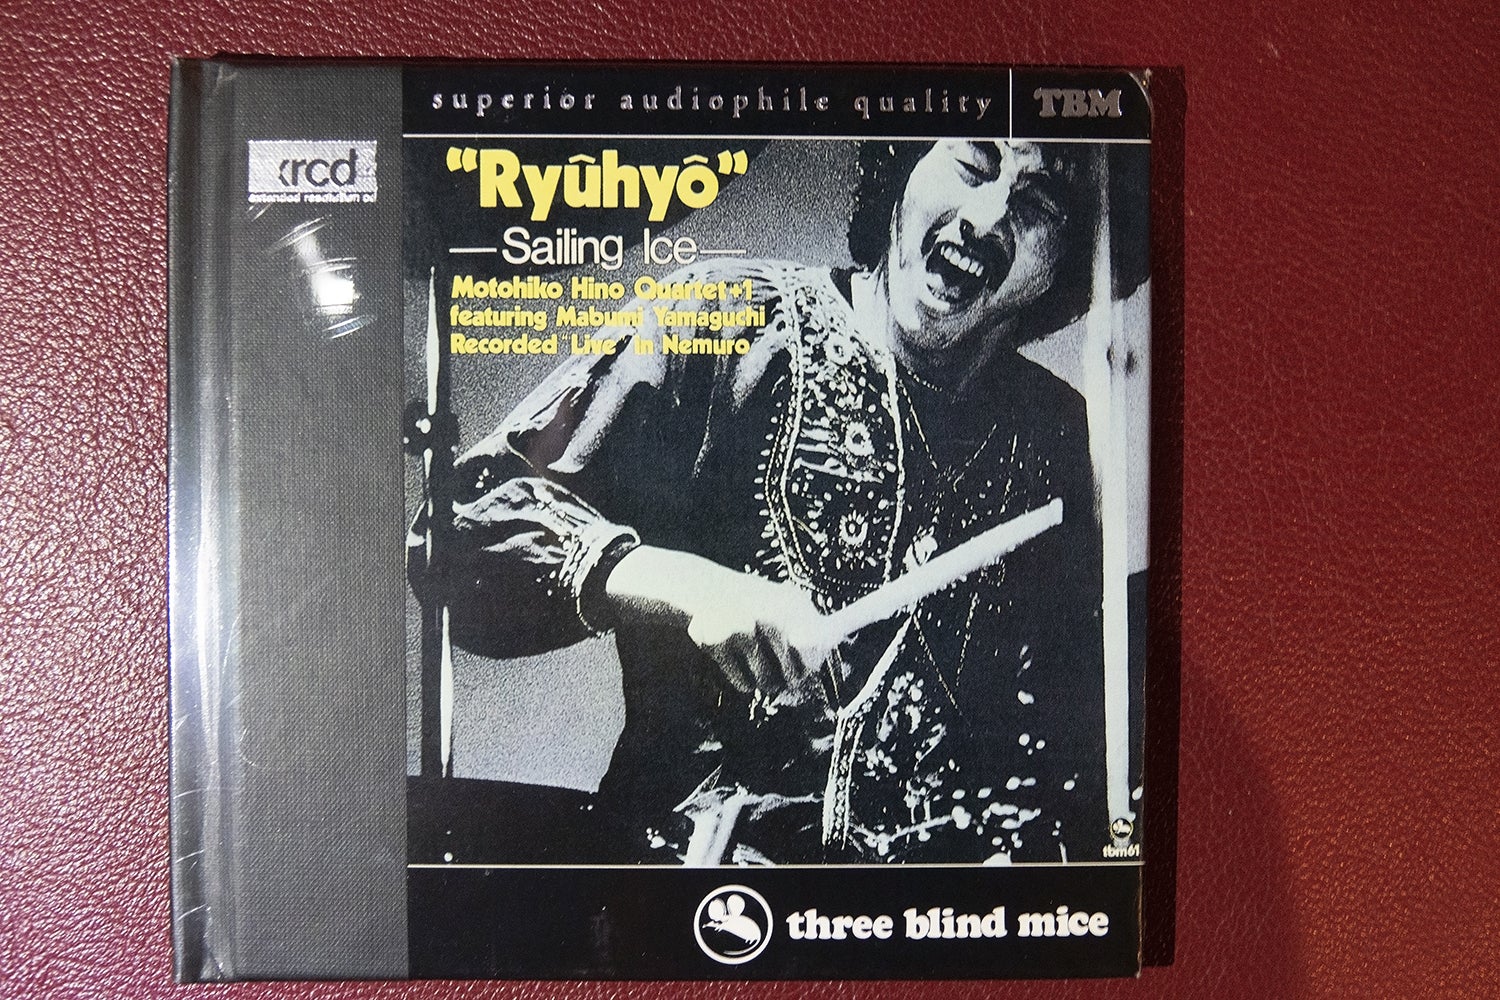 superior audiophile quality TBM
xrcd
extended resolution cd
"Ryûhyô"
—Sailing Ice—
Motohiko Hino Quartet+1
featuring Mabumi Yamaguchi
Recorded "Live" in Nemuro
tbm61
three blind mice